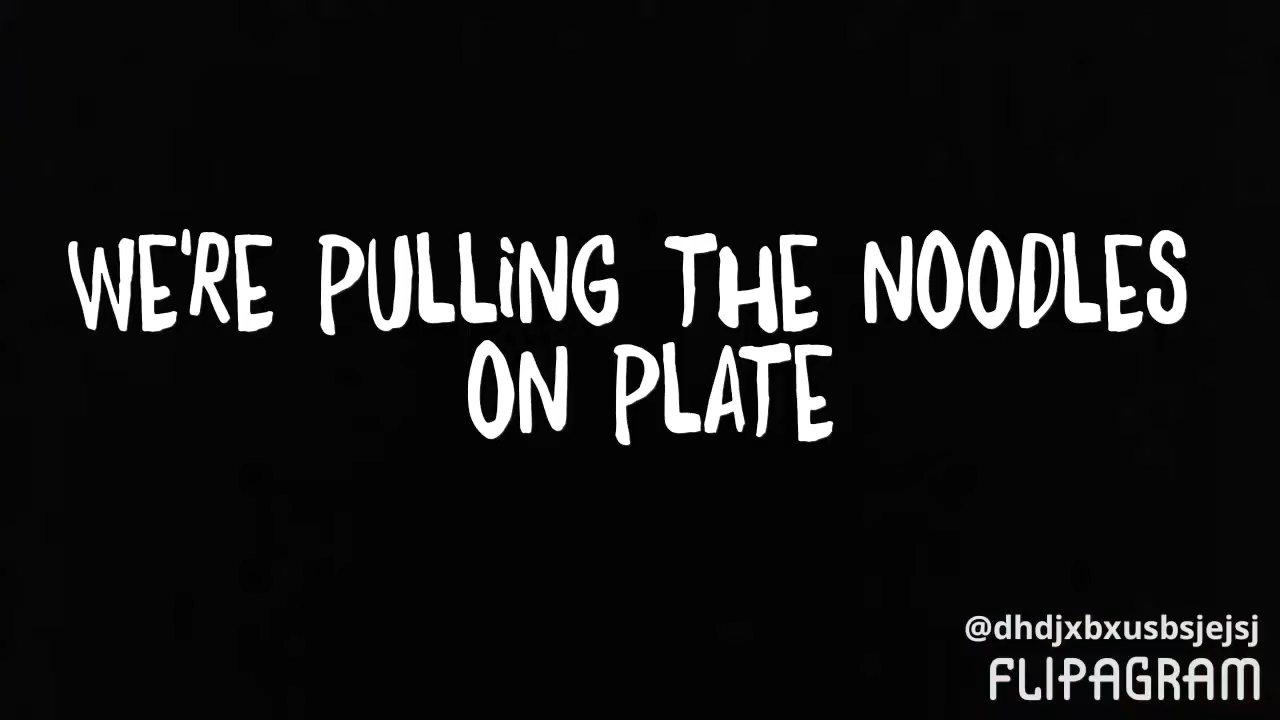 WE'RE PULLiNG THE NOODLES
ON PLATE
@dhdjxbxusbsjejsj
FLIPAGRAM